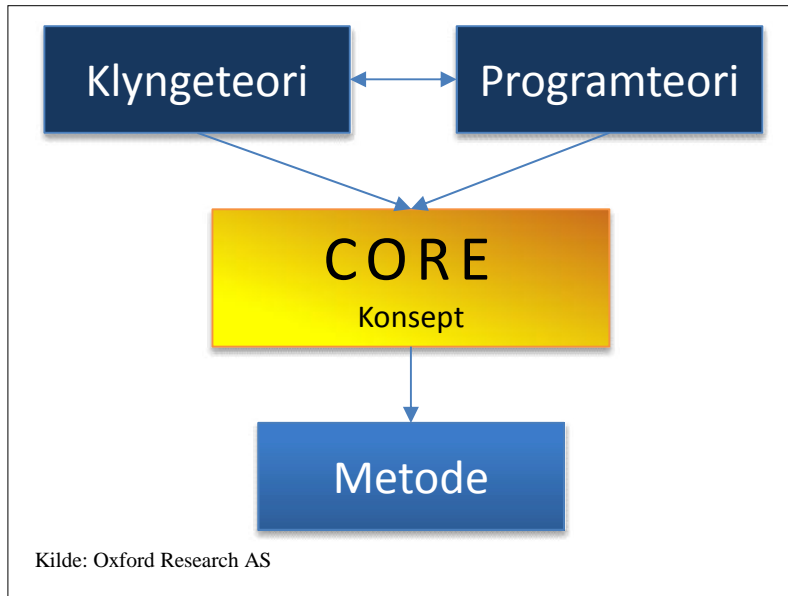 Klyngeteori
Programteori
CORE
Konsept
Metode
Kilde: Oxford Research AS